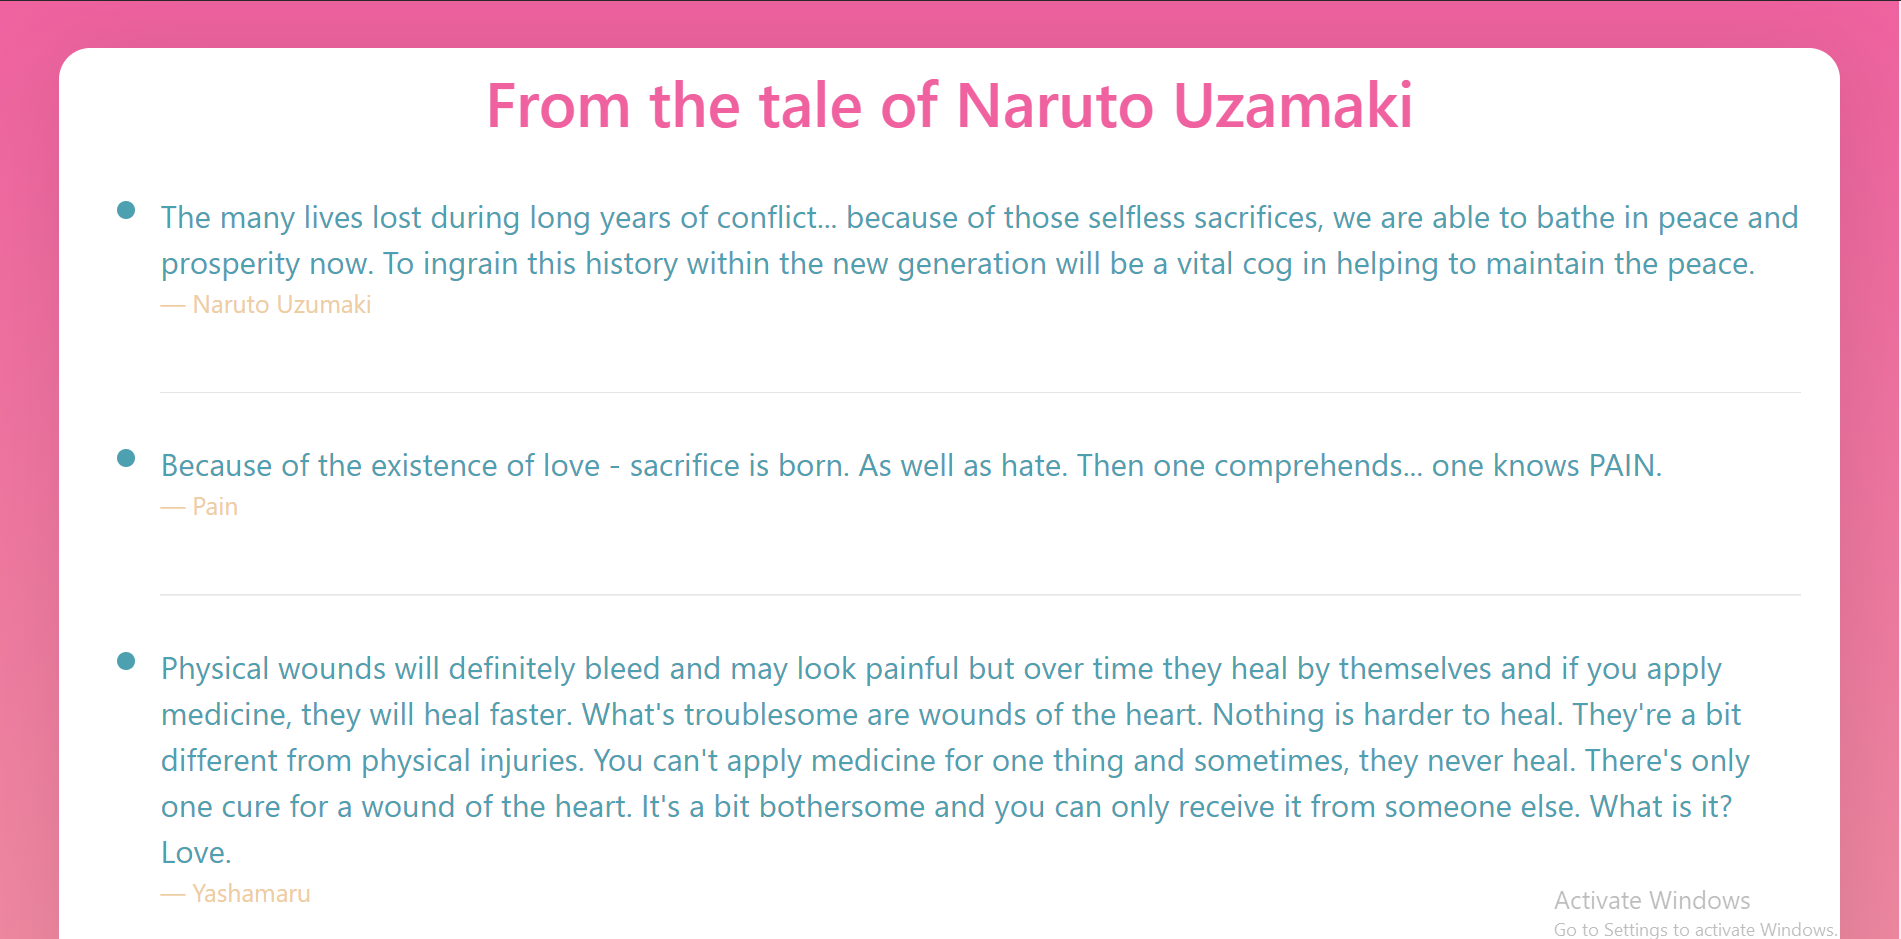 From the tale of Naruto Uzamaki
The many lives lost during long years of conflict... because of those selfless sacrifices, we are able to bathe in peace and
prosperity now. To ingrain this history within the new generation will be a vital cog in helping to maintain the peace.
— Naruto Uzumaki
Because of the existence of love - sacrifice is born. As well as hate. Then one comprehends... one knows PAIN.
— Pain
Physical wounds will definitely bleed and may look painful but over time they heal by themselves and if you apply
medicine, they will heal faster. What's troublesome are wounds of the heart. Nothing is harder to heal. They're a bit
different from physical injuries. You can't apply medicine for one thing and sometimes, they never heal. There's only
one cure for a wound of the heart. It's a bit bothersome and you can only receive it from someone else. What is it?
Love.
— Yashamaru
Activate Windows
Go to Settings to activate Windows.